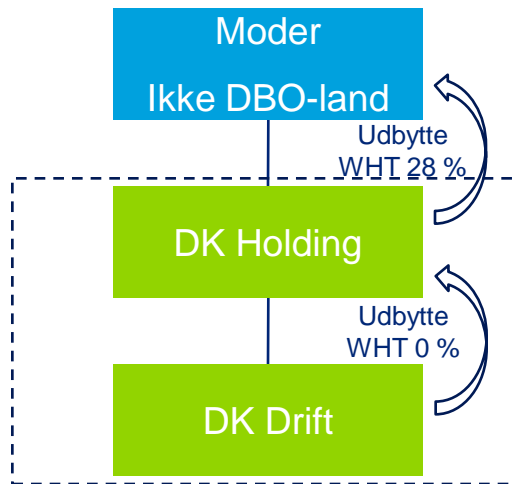 Moder
Ikke DBO-land
Udbytte
WHT 28 %
DK Holding
Udbytte
WHT 0 %
DK Drift